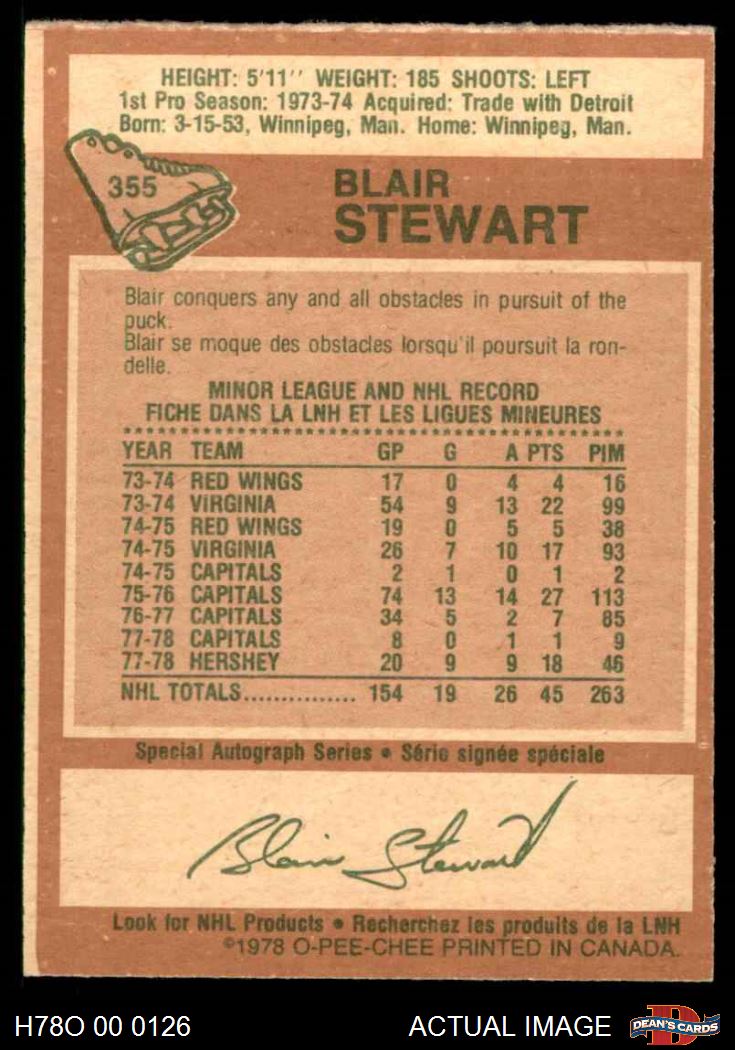 HEIGHT: 5'11'' WEIGHT: 185 SHOOTS: LEFT
1st Pro Season: 1973-74 Acquired: Trade with Detroit
Born: 3-15-53, Winnipeg, Man. Home: Winnipeg, Man.
355
BLAIR
STEWART
Blair conquers any and all obstacles in pursuit of the
puck.
Blair se moque des obstacles lorsqu'il poursuit la ron-
delle.
MINOR LEAGUE AND NHL RECORD
FICHE DANS LA LNH ET LES LIGUES MINEURES
YEAR TEAM GP G A PTS PIM
73-74 RED WINGS 17 0 4 4 16
73-74 VIRGINIA 54 9 13 22 99
74-75 RED WINGS 19 0 5 5 38
74-75 VIRGINIA 26 7 10 17 93
74-75 CAPITALS 2 1 0 1 2
75-76 CAPITALS 74 13 14 27 113
76-77 CAPITALS 34 5 2 7 85
77-78 CAPITALS 8 0 1 1 9
77-78 HERSHEY 20 9 9 18 46
NHL TOTALS................ 154 19 26 45 263
Special Autograph Series • Série signée spéciale
Blair Stewart
Look for NHL Products • Recherchez les produits de la LNH
©1978 O-PEE-CHEE PRINTED IN CANADA.
H78O 00 0126 ACTUAL IMAGE DEAN'S CARDS